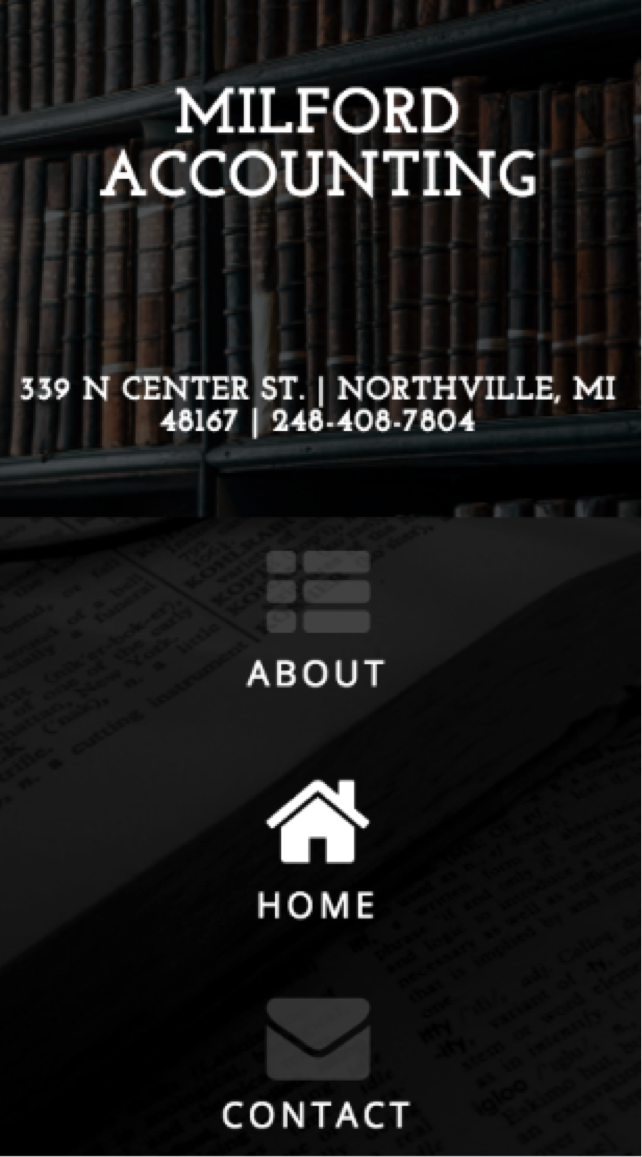 MILFORD
ACCOUNTING
339 N CENTER ST. | NORTHVILLE, MI
48167 | 248-408-7804
ABOUT
HOME
CONTACT